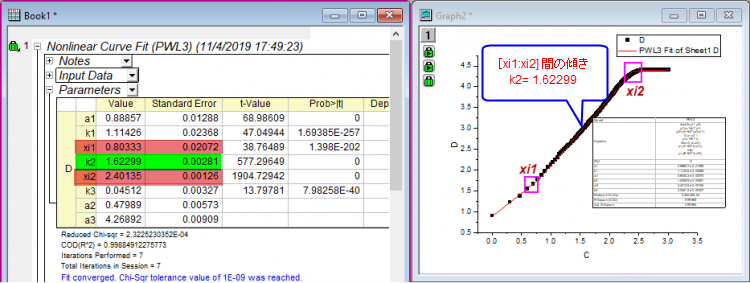 Book1 *
1
Nonlinear Curve Fit (PWL3) (11/4/2019 17:49:23)
Notes
Input Data
Parameters
Value Standard Error t-Value Prob>|t| Dep
D
a1 0.88857 0.01288 68.98609 0
k1 1.11426 0.02368 47.04944 1.69385E-257
xi1 0.80333 0.02072 38.76489 1.398E-202
k2 1.62299 0.00281 577.29649 0
xi2 2.40135 0.00126 1904.72942 0
k3 0.04512 0.00327 13.79781 7.98258E-40
a2 0.47989 0.00573
a3 4.26892 0.00909
Reduced Chi-sqr = 2.3225230352E-04
COD(R^2) = 0.99884912275773
Iterations Performed = 7
Total Iterations in Session = 7
Fit converged. Chi-Sqr tolerance value of 1E-09 was reached.
Graph2 *
1
D
PWL3 Fit of Sheet1 D
[xi1:xi2]間の傾き
k2= 1.62299
xi1
xi2
D
4.5
4.0
3.5
3.0
2.5
2.0
1.5
1.0
0.5
0.0 0.5 1.0 1.5 2.0 2.5 3.0 3.5
C